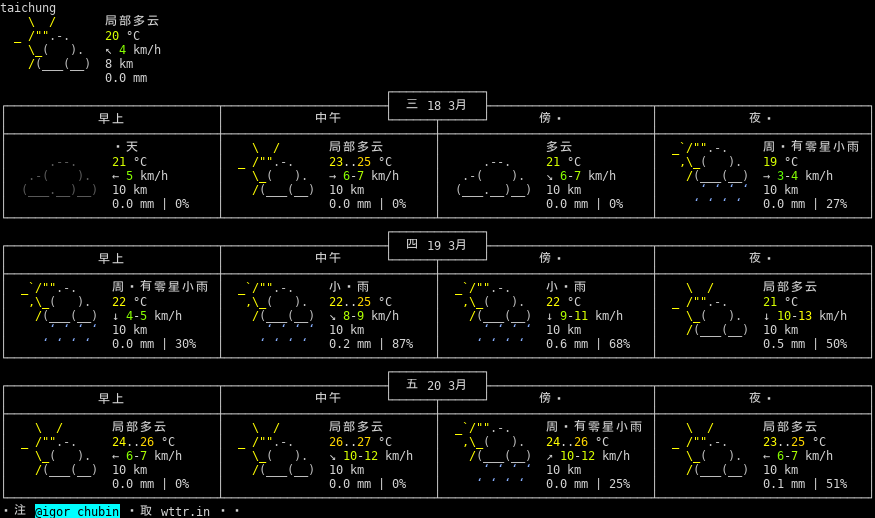 taichung
局部多云
20 °C
↖ 4 km/h
8 km
0.0 mm
三 18 3月
早上 中午 傍・ 夜・
・天 局部多云 多云 周・有零星小雨
21 °C 23..25 °C 21 °C 19 °C
← 5 km/h → 6-7 km/h ↘ 6-7 km/h → 3-4 km/h
10 km 10 km 10 km 10 km
0.0 mm | 0% 0.0 mm | 0% 0.0 mm | 0% 0.0 mm | 27%
四 19 3月
早上 中午 傍・ 夜・
周・有零星小雨 小・雨 小・雨 局部多云
22 °C 22..25 °C 22 °C 21 °C
↓ 4-5 km/h ↘ 8-9 km/h ↓ 9-11 km/h ↓ 10-13 km/h
10 km 10 km 10 km 10 km
0.0 mm | 30% 0.2 mm | 87% 0.6 mm | 68% 0.5 mm | 50%
五 20 3月
早上 中午 傍・ 夜・
局部多云 局部多云 周・有零星小雨 局部多云
24..26 °C 26..27 °C 24..26 °C 23..25 °C
← 6-7 km/h ↘ 10-12 km/h ↗ 10-12 km/h ← 6-7 km/h
10 km 10 km 10 km 10 km
0.0 mm | 0% 0.0 mm | 0% 0.0 mm | 25% 0.1 mm | 51%
・注 @igor_chubin ・取 wttr.in ・・